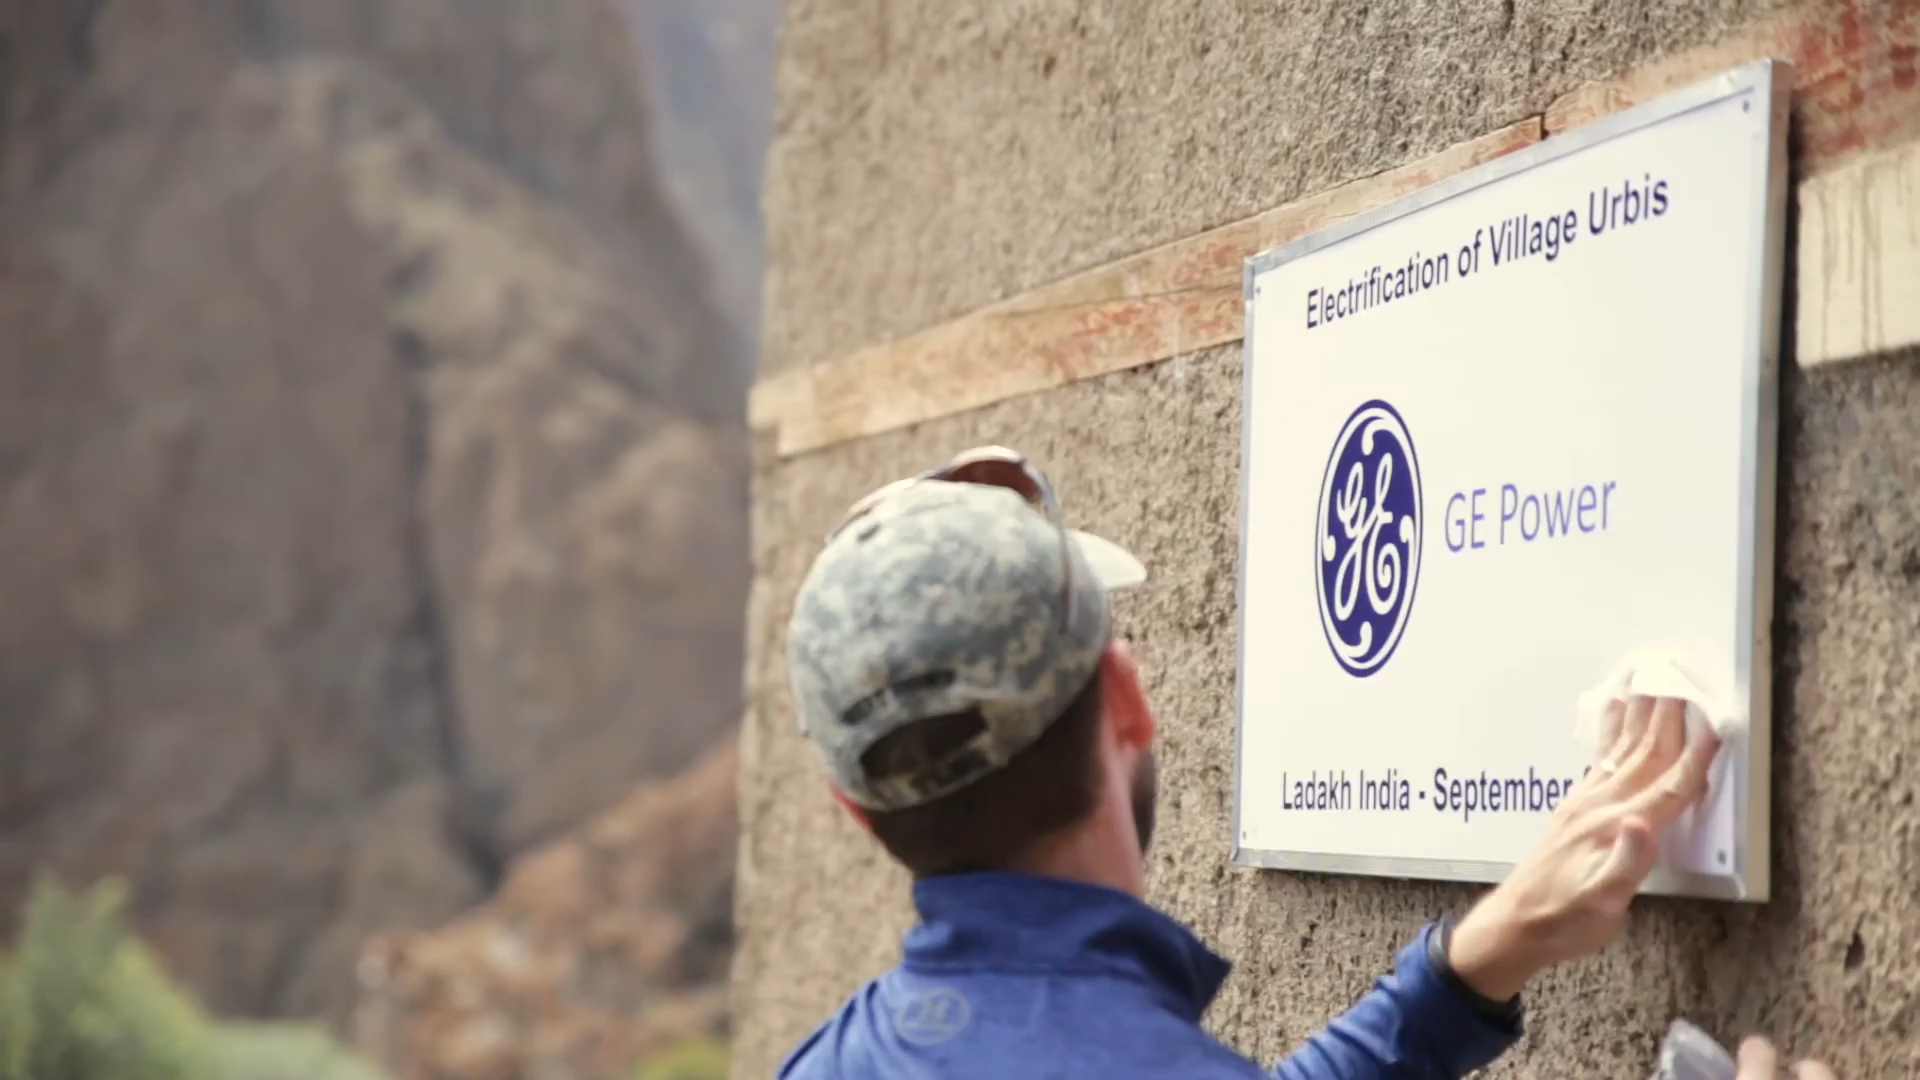 Electrification of Village Urbis
GE GE Power
Ladakh India - September